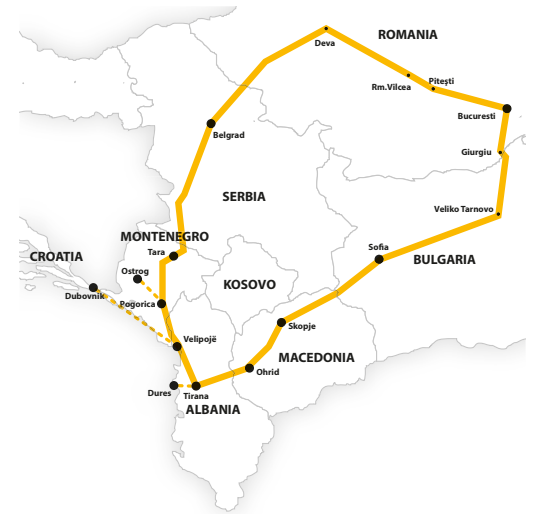 ROMANIA
Deva
Rm.Vilcea
Pitești
Bucuresti
Belgrad
Giurgiu
SERBIA
Veliko Tarnovo
MONTENEGRO
Tara
Sofia
CROATIA
BULGARIA
Ostrog
KOSOVO
Dubovnik
Pogorica
Skopje
Velipojë
MACEDONIA
Ohrid
Dures
Tirana
ALBANIA